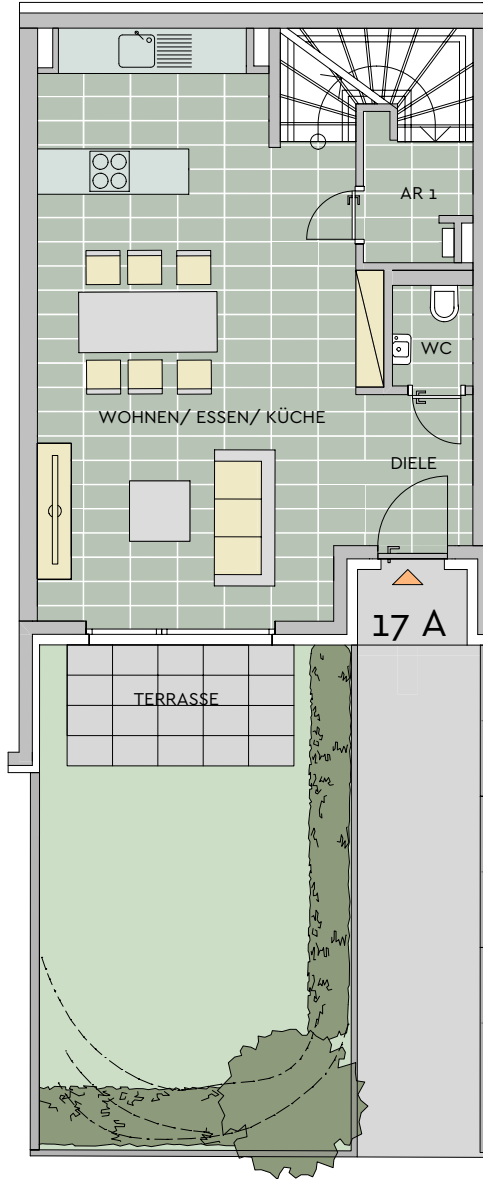 AR 1
WC
WOHNEN/ ESSEN/ KÜCHE
DIELE
17 A
TERRASSE